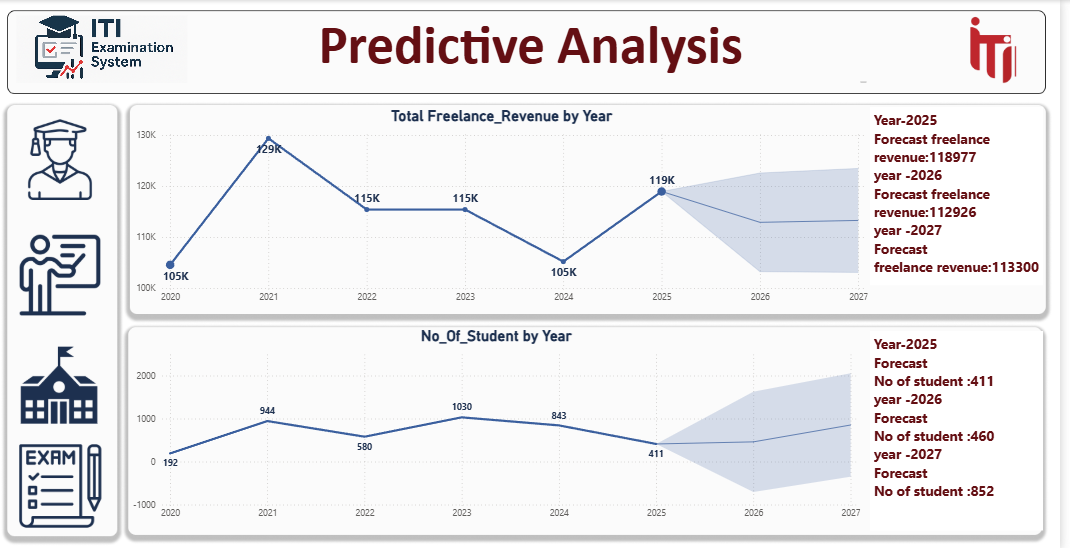 ITI
Examination
System
Predictive Analysis
iTi
Total Freelance_Revenue by Year
130K
120K
110K
100K
105K
129K
115K
115K
105K
119K
2020 2021 2022 2023 2024 2025 2026 2027
Year-2025
Forecast freelance
revenue:118977
year -2026
Forecast freelance
revenue:112926
year -2027
Forecast
freelance revenue:113300
No_Of_Student by Year
2000
1000
0
-1000
192
944
580
1030
843
411
2020 2021 2022 2023 2024 2025 2026 2027
Year-2025
Forecast
No of student :411
year -2026
Forecast
No of student :460
year -2027
Forecast
No of student :852
EXAM